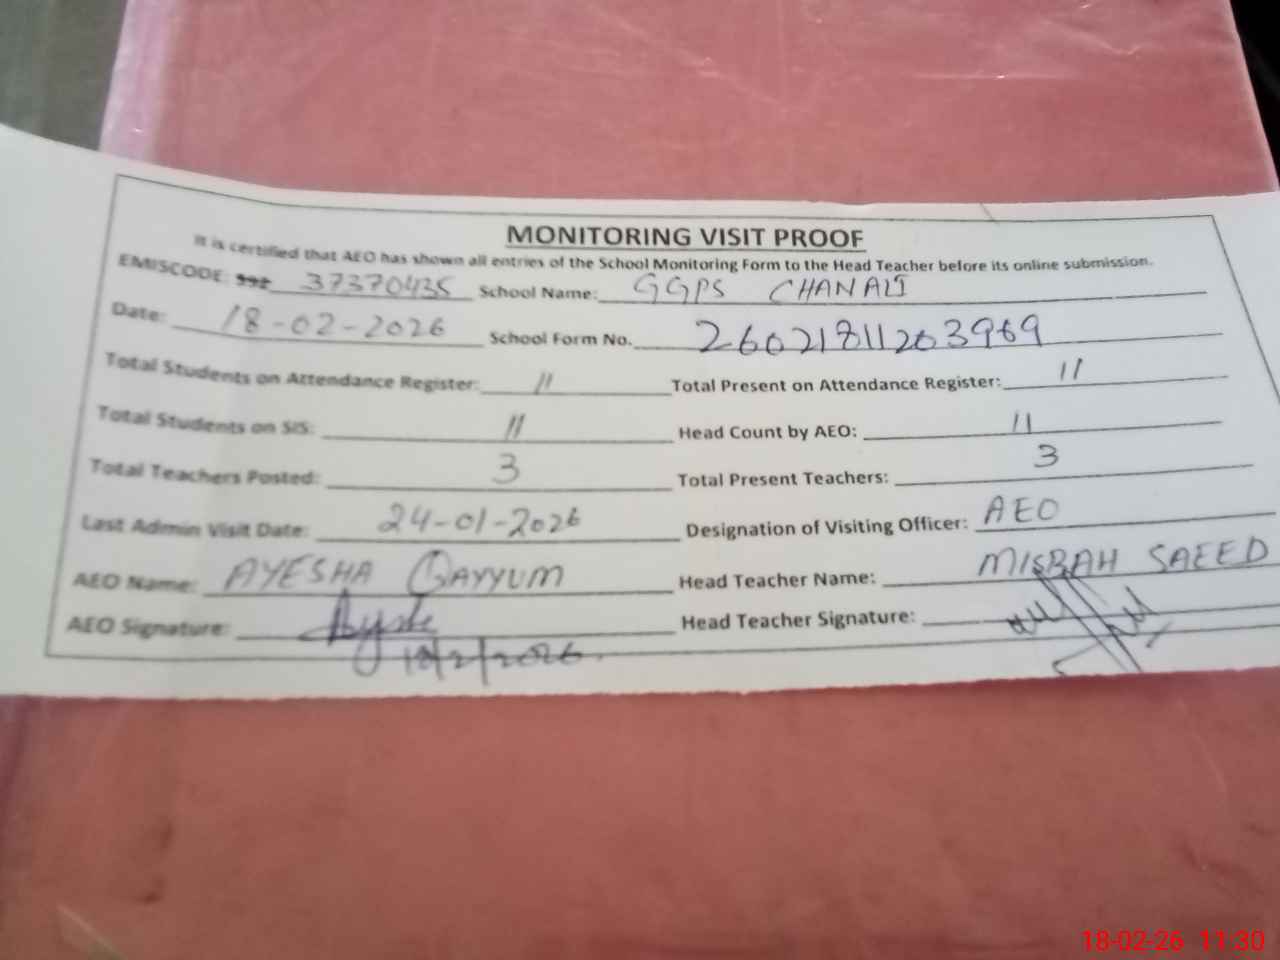 MONITORING VISIT PROOF
It is certified that AEO has shown all entries of the School Monitoring Form to the Head Teacher before its online submission.
EMISCODE: 37370435 School Name: GGPS CHANALI
Date: 18-02-2026 School Form No. 26021811203969
Total Students on Attendance Register: 11 Total Present on Attendance Register: 11
Total Students on SIS: 11 Head Count by AEO: 11
Total Teachers Posted: 3 Total Present Teachers: 3
Last Admin Visit Date: 24-01-2026 Designation of Visiting Officer: AEO
AEO Name: AYESHA QAYYUM Head Teacher Name: MISBAH SAEED
AEO Signature: Head Teacher Signature:
18/2/2026.
18-02-26 11:30